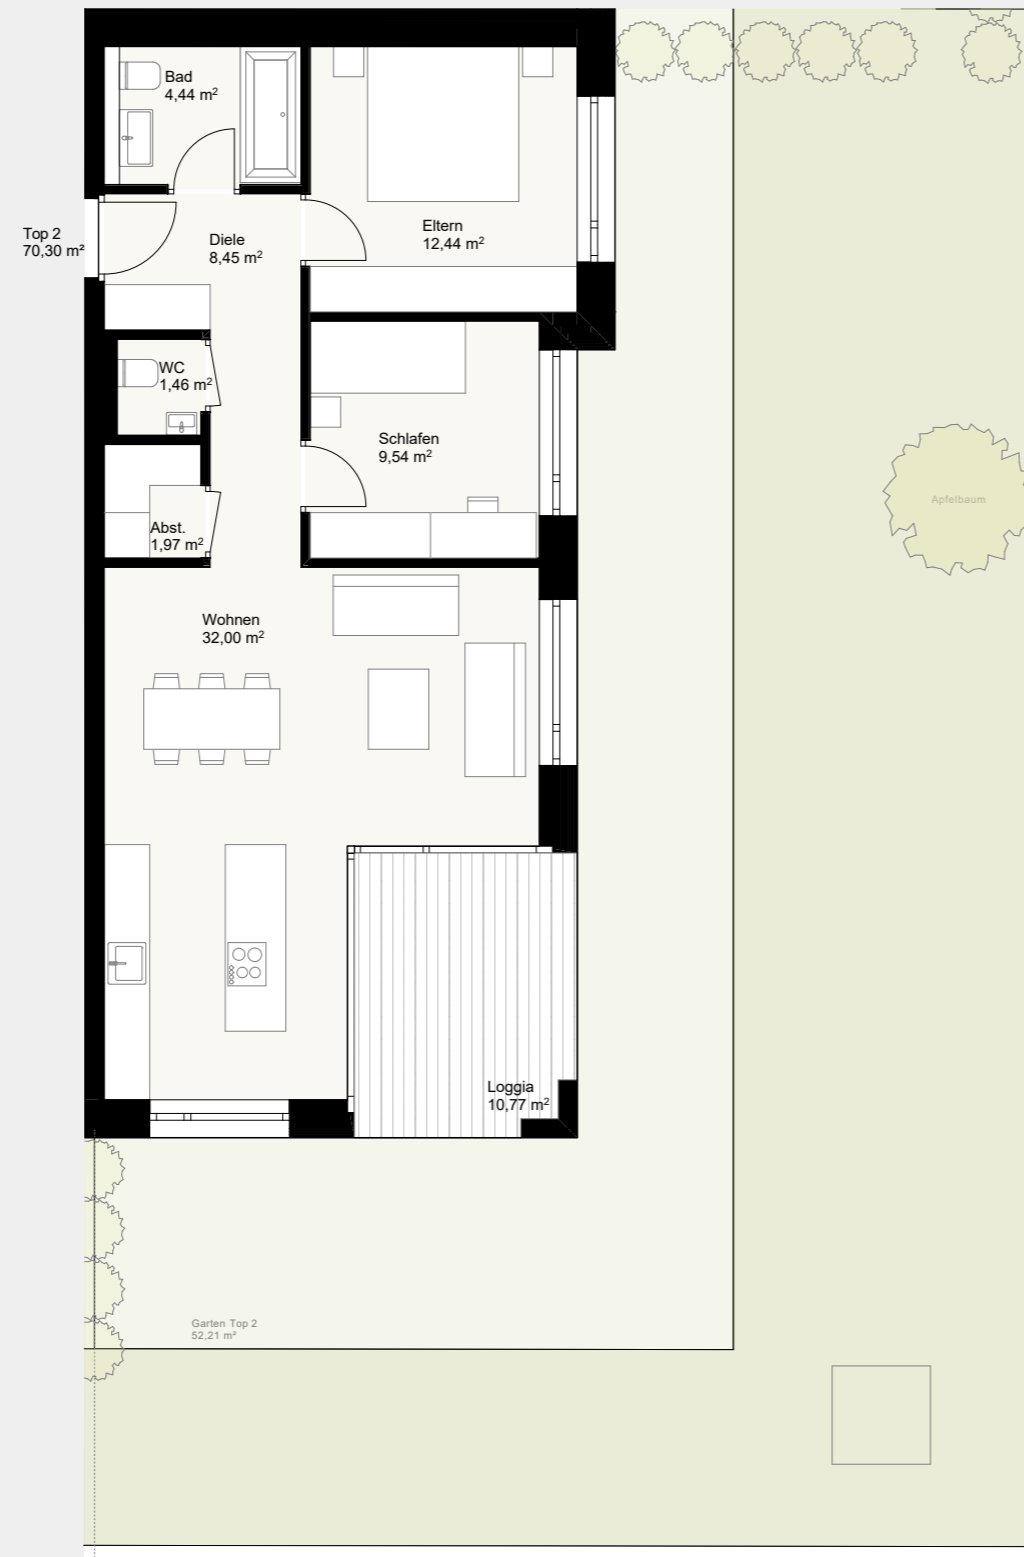 Bad
4,44 m²
Top 2
70,30 m²
Diele
8,45 m²
Eltern
12,44 m²
WC
1,46 m²
Schlafen
9,54 m²
Apfelbaum
Abst.
1,97 m²
Wohnen
32,00 m²
Loggia
10,77 m²
Garten Top 2
52,21 m²